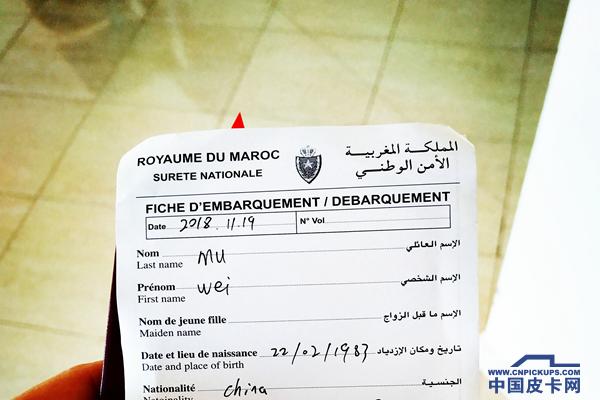 ROYAUME DU MAROC
المملكة المغربية
SURETE NATIONALE
الأمن الوطني
FICHE D'EMBARQUEMENT / DEBARQUEMENT
Date 2018.11.19 N° Vol
Nom MU الإسم العائلي
Last name
Prénom Wei الإسم الشخصي
First name
Nom de jeune fille الإسم ما قبل الزواج
Maiden name
Date et lieu de naissance 22/02/1983 تاريخ ومكان الإزدياد
Date and place of birth
Nationalité China الجنسية
WWW.CNPICKUPS.COM
中国皮卡网